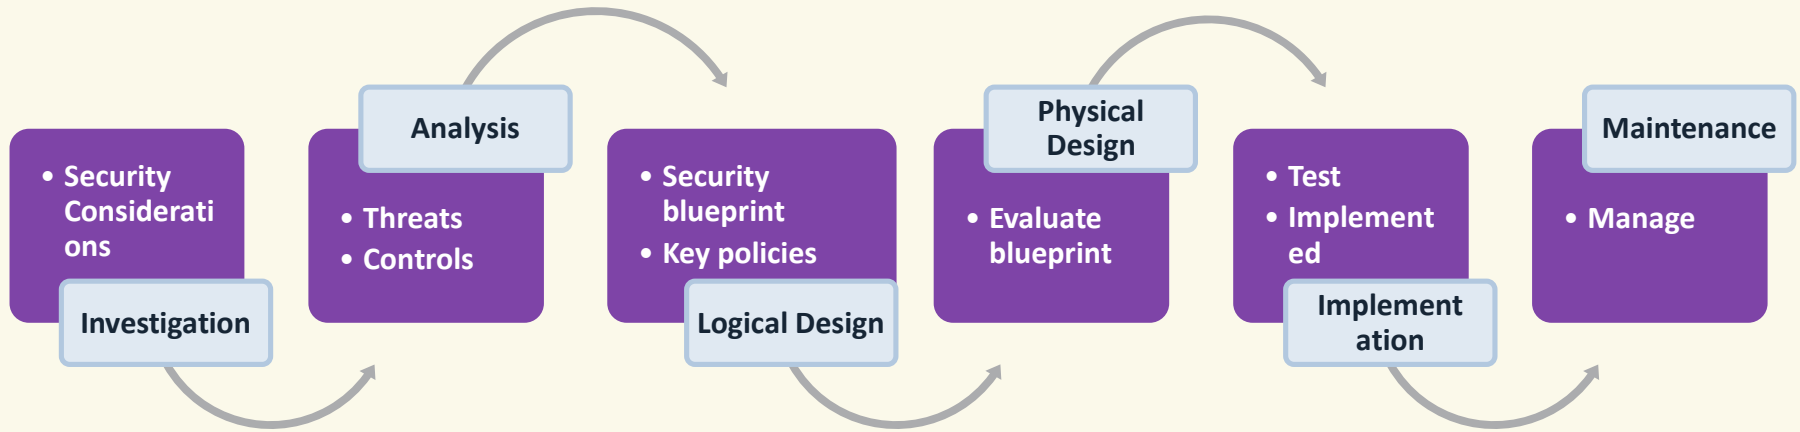 • Security
Considerati
ons
Investigation
Analysis
• Threats
• Controls
• Security
blueprint
• Key policies
Logical Design
Physical
Design
• Evaluate
blueprint
• Test
• Implement
ed
Implement
ation
Maintenance
• Manage